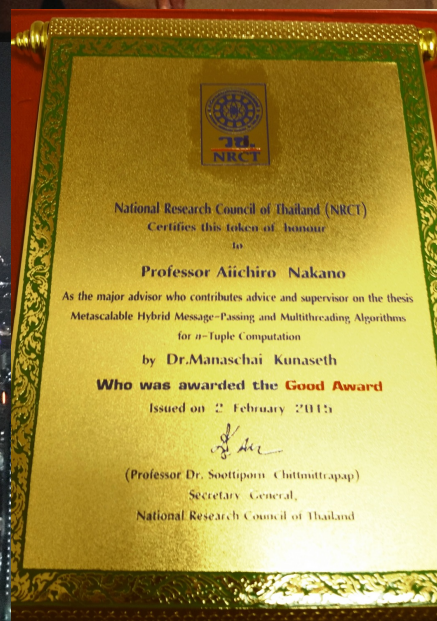 วช.
NRCT
National Research Council of Thailand (NRCT)
Certifies this token of honour
to
Professor Aiichiro Nakano
As the major advisor who contributes advice and supervisor on the thesis
Metascalable Hybrid Message-Passing and Multithreading Algorithms
for n-Tuple Computation
by Dr.Manaschai Kunaseth
Who was awarded the Good Award
Issued on 2 February 2015
(Professor Dr. Soottiporn Chittmittrapap)
Secretary General,
National Research Council of Thailand